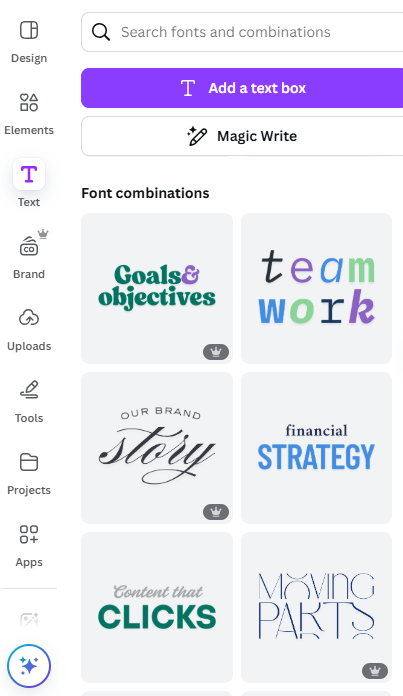 Design
Elements
Text
Brand
Uploads
Tools
Projects
Apps
Search fonts and combinations
Add a text box
Magic Write
Font combinations
Goals&
objectives
team
work
OUR BRAND
story
financial
STRATEGY
Content that
CLICKS
MOVING
PARTS